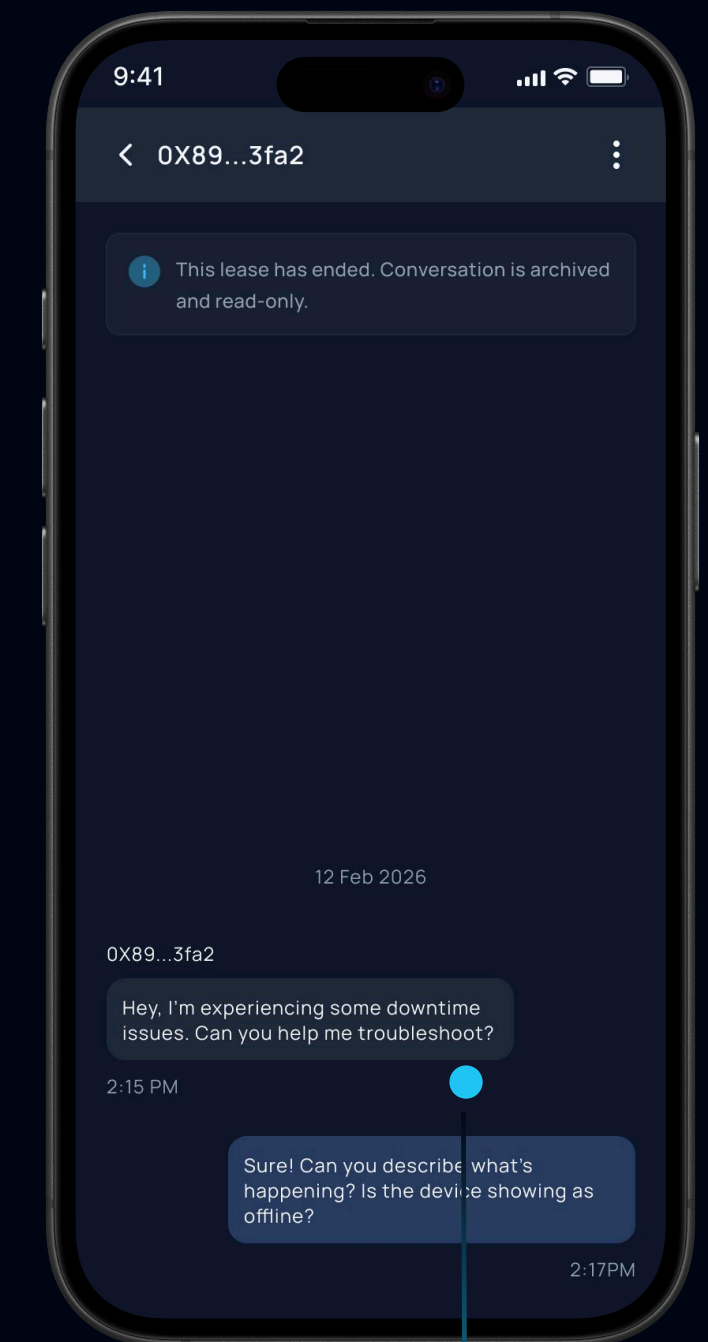 9:41
0X89...3fa2
This lease has ended. Conversation is archived
and read-only.
12 Feb 2026
0X89...3fa2
Hey, I'm experiencing some downtime
issues. Can you help me troubleshoot?
2:15 PM
Sure! Can you describe what's
happening? Is the device showing as
offline?
2:17PM